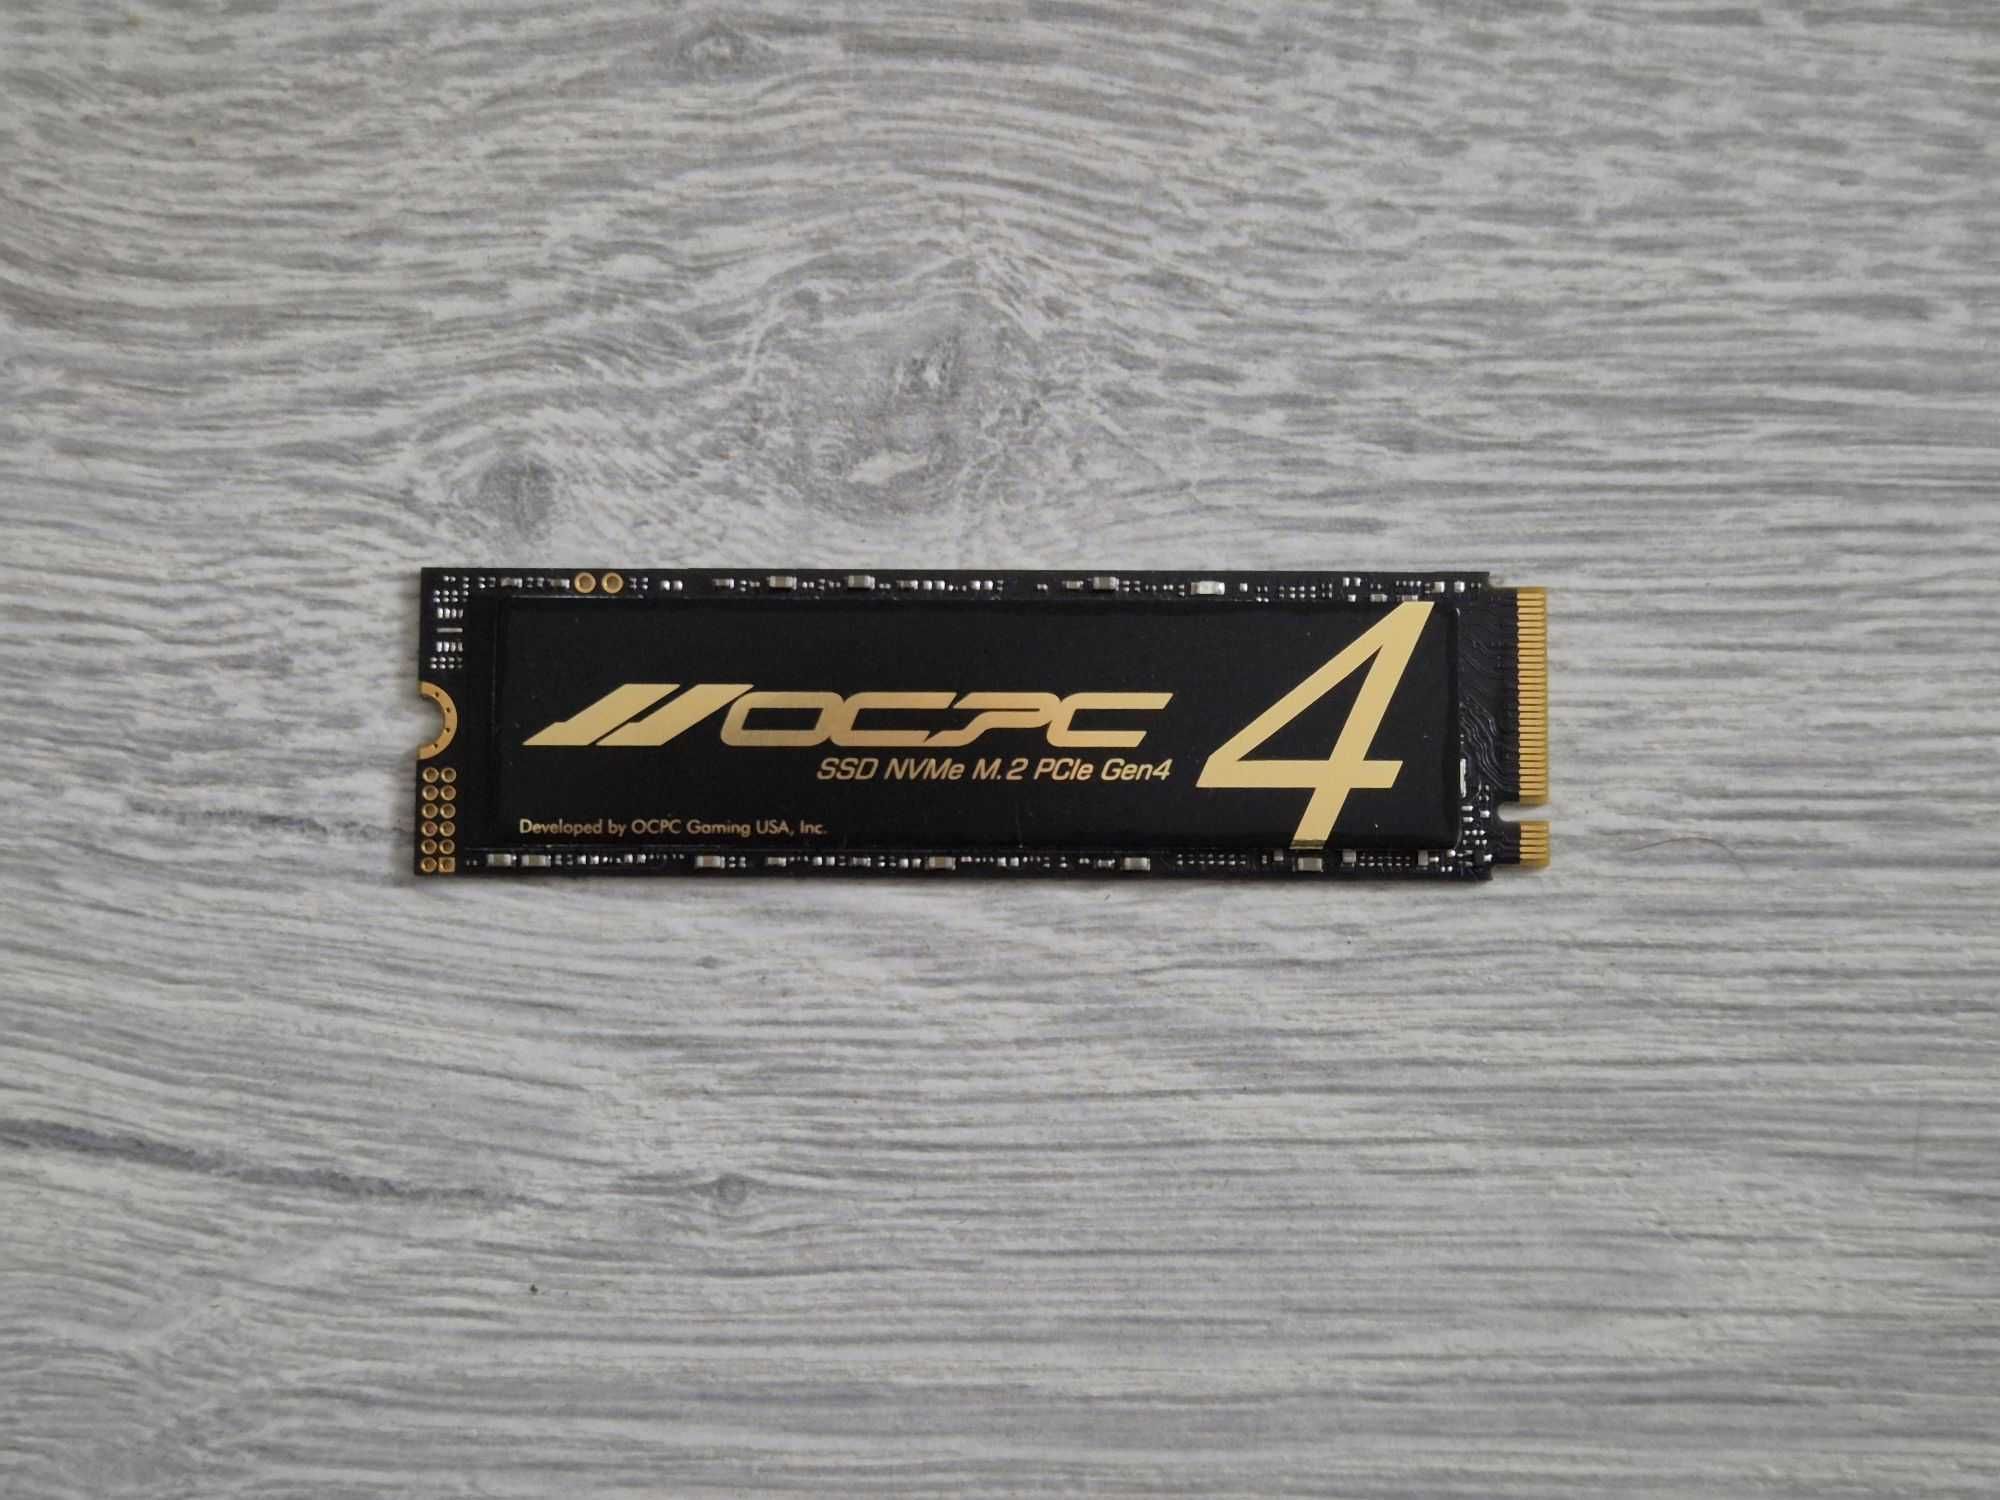 OCPC
SSD NVMe M.2 PCIe Gen4
4
Developed by OCPC Gaming USA, Inc.